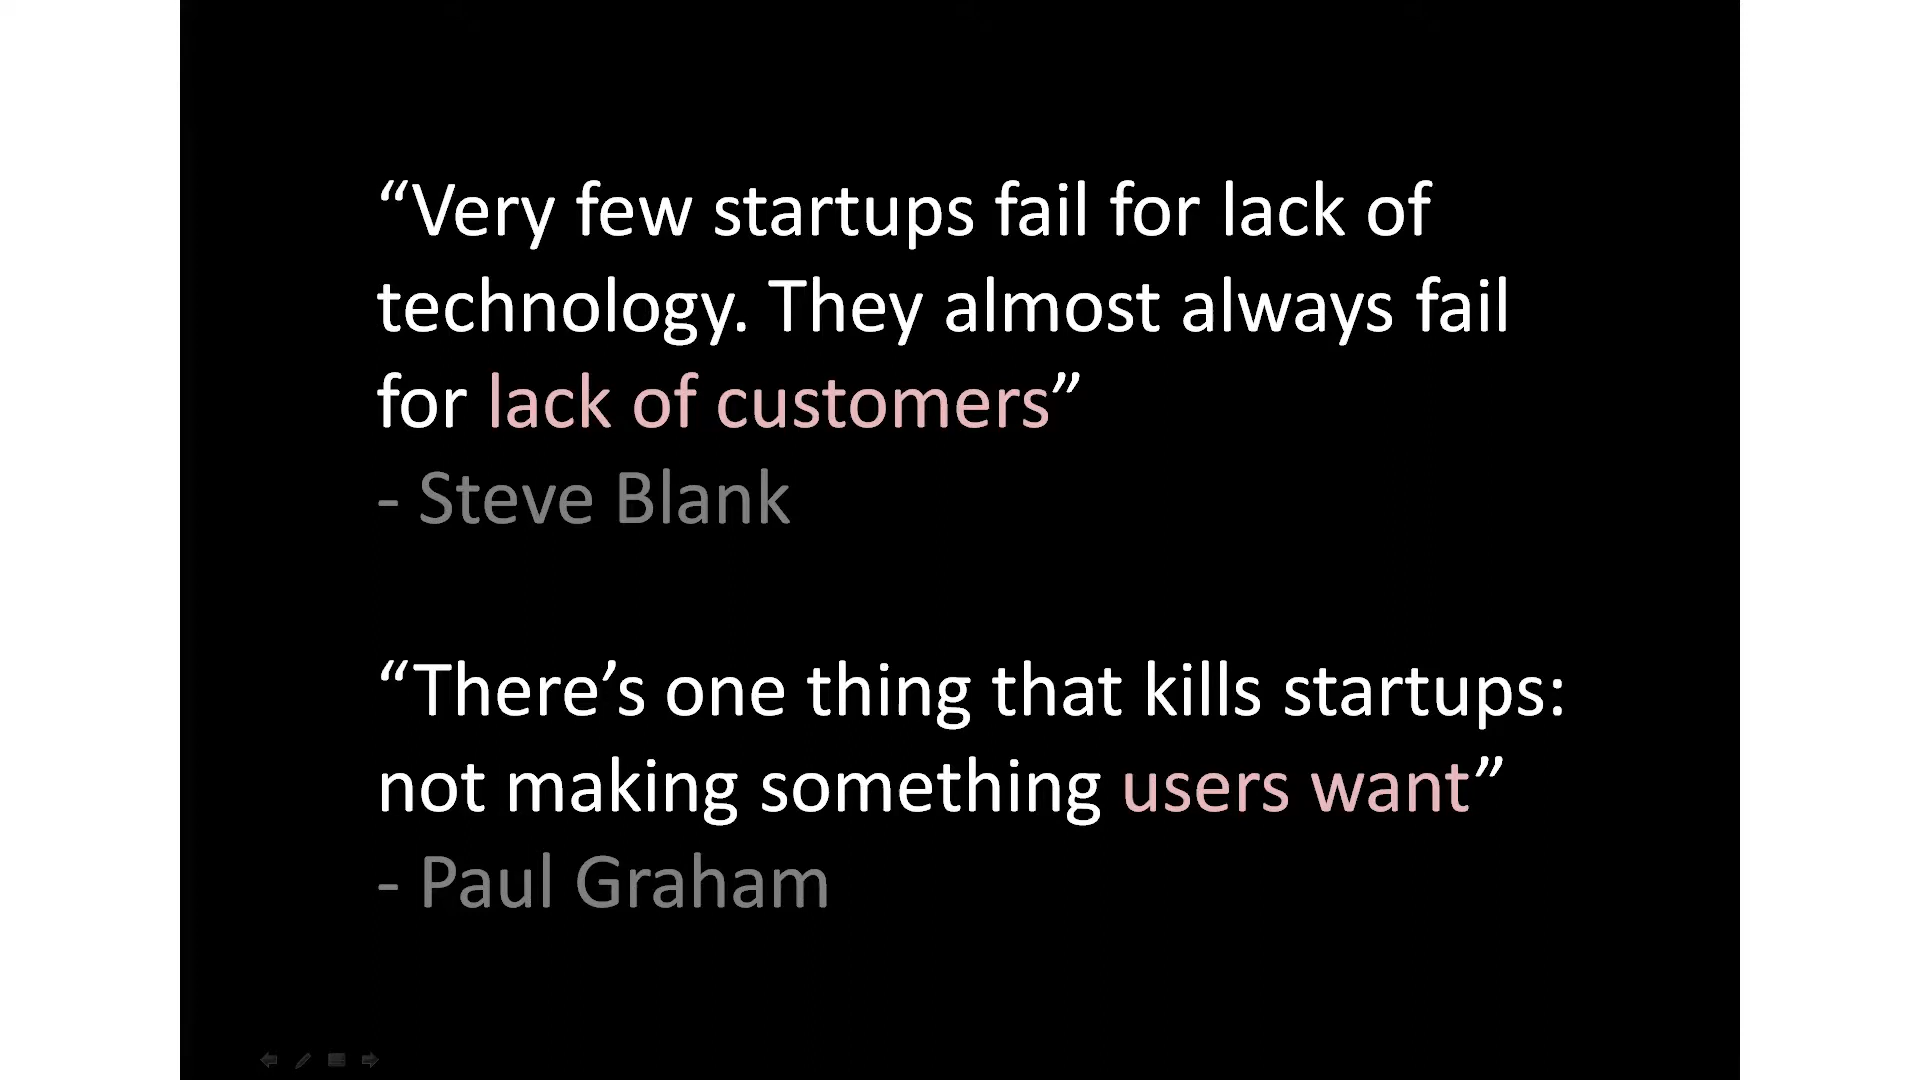 “Very few startups fail for lack of
technology. They almost always fail
for lack of customers”
- Steve Blank
“There’s one thing that kills startups:
not making something users want”
- Paul Graham